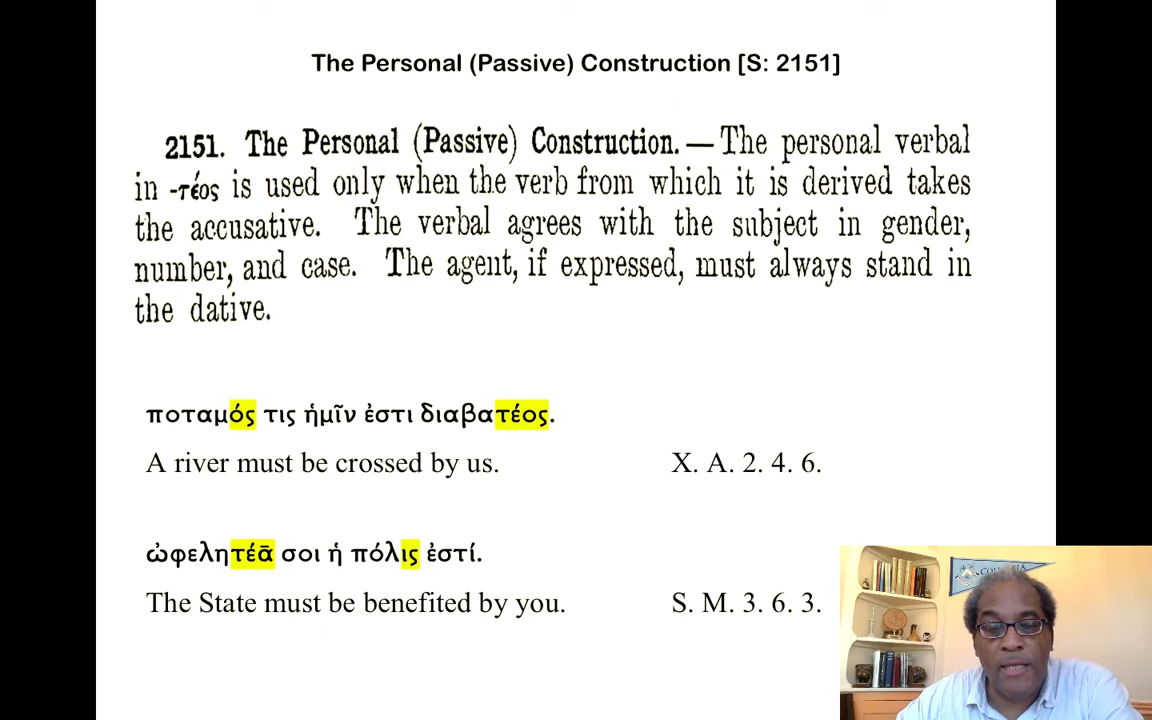 The Personal (Passive) Construction [S: 2151]
2151. The Personal (Passive) Construction. — The personal verbal
in -τέος is used only when the verb from which it is derived takes
the accusative. The verbal agrees with the subject in gender,
number, and case. The agent, if expressed, must always stand in
the dative.
ποταμός τις ἡμῖν ἐστι διαβατέος.
A river must be crossed by us. X. A. 2. 4. 6.
ὠφελητέᾱ σοι ἡ πόλις ἐστί.
The State must be benefited by you. S. M. 3. 6. 3.